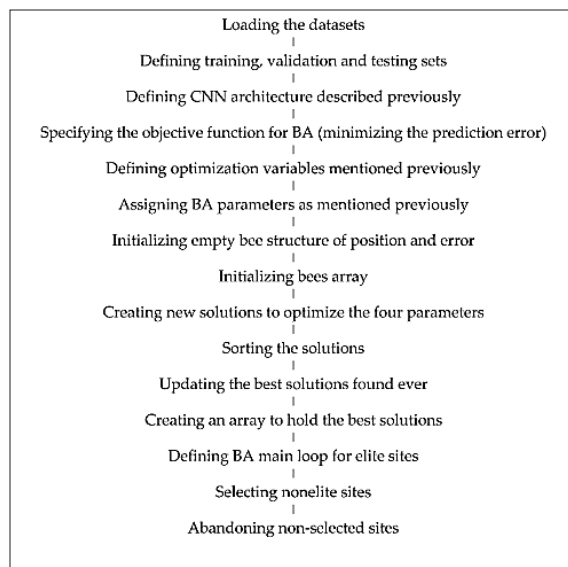 Loading the datasets
Defining training, validation and testing sets
Defining CNN architecture described previously
Specifying the objective function for BA (minimizing the prediction error)
Defining optimization variables mentioned previously
Assigning BA parameters as mentioned previously
Initializing empty bee structure of position and error
Initializing bees array
Creating new solutions to optimize the four parameters
Sorting the solutions
Updating the best solutions found ever
Creating an array to hold the best solutions
Defining BA main loop for elite sites
Selecting nonelite sites
Abandoning non-selected sites